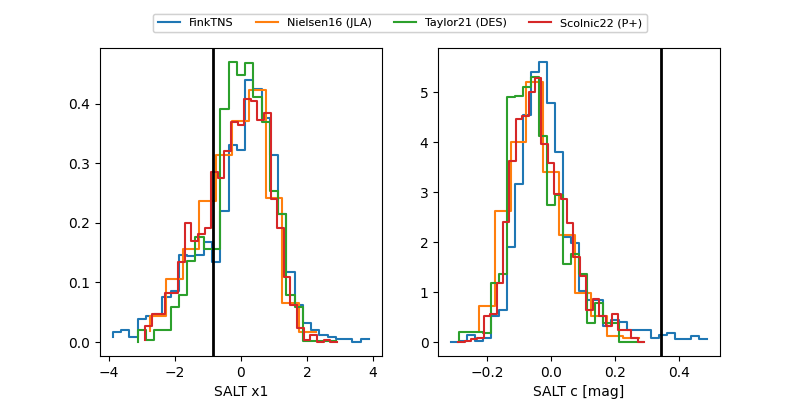 FinkTNS Nielsen16 (JLA) Taylor21 (DES) Scolnic22 (P+)
0.4
0.3
0.2
0.1
0.0
−4 −2 0 2 4
SALT x1
5
4
3
2
1
0
−0.2 0.0 0.2 0.4
SALT c [mag]